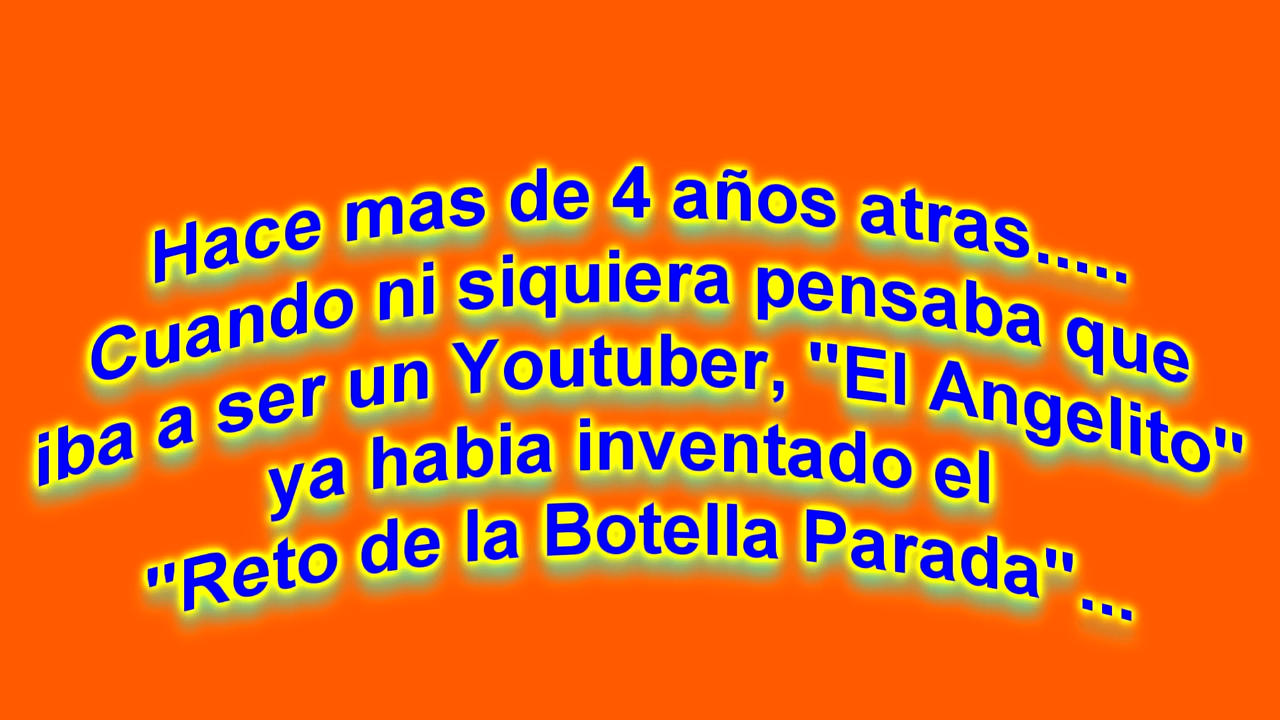 Hace mas de 4 años atras.....
Cuando ni siquiera pensaba que
iba a ser un Youtuber, "El Angelito"
ya habia inventado el
"Reto de la Botella Parada"...